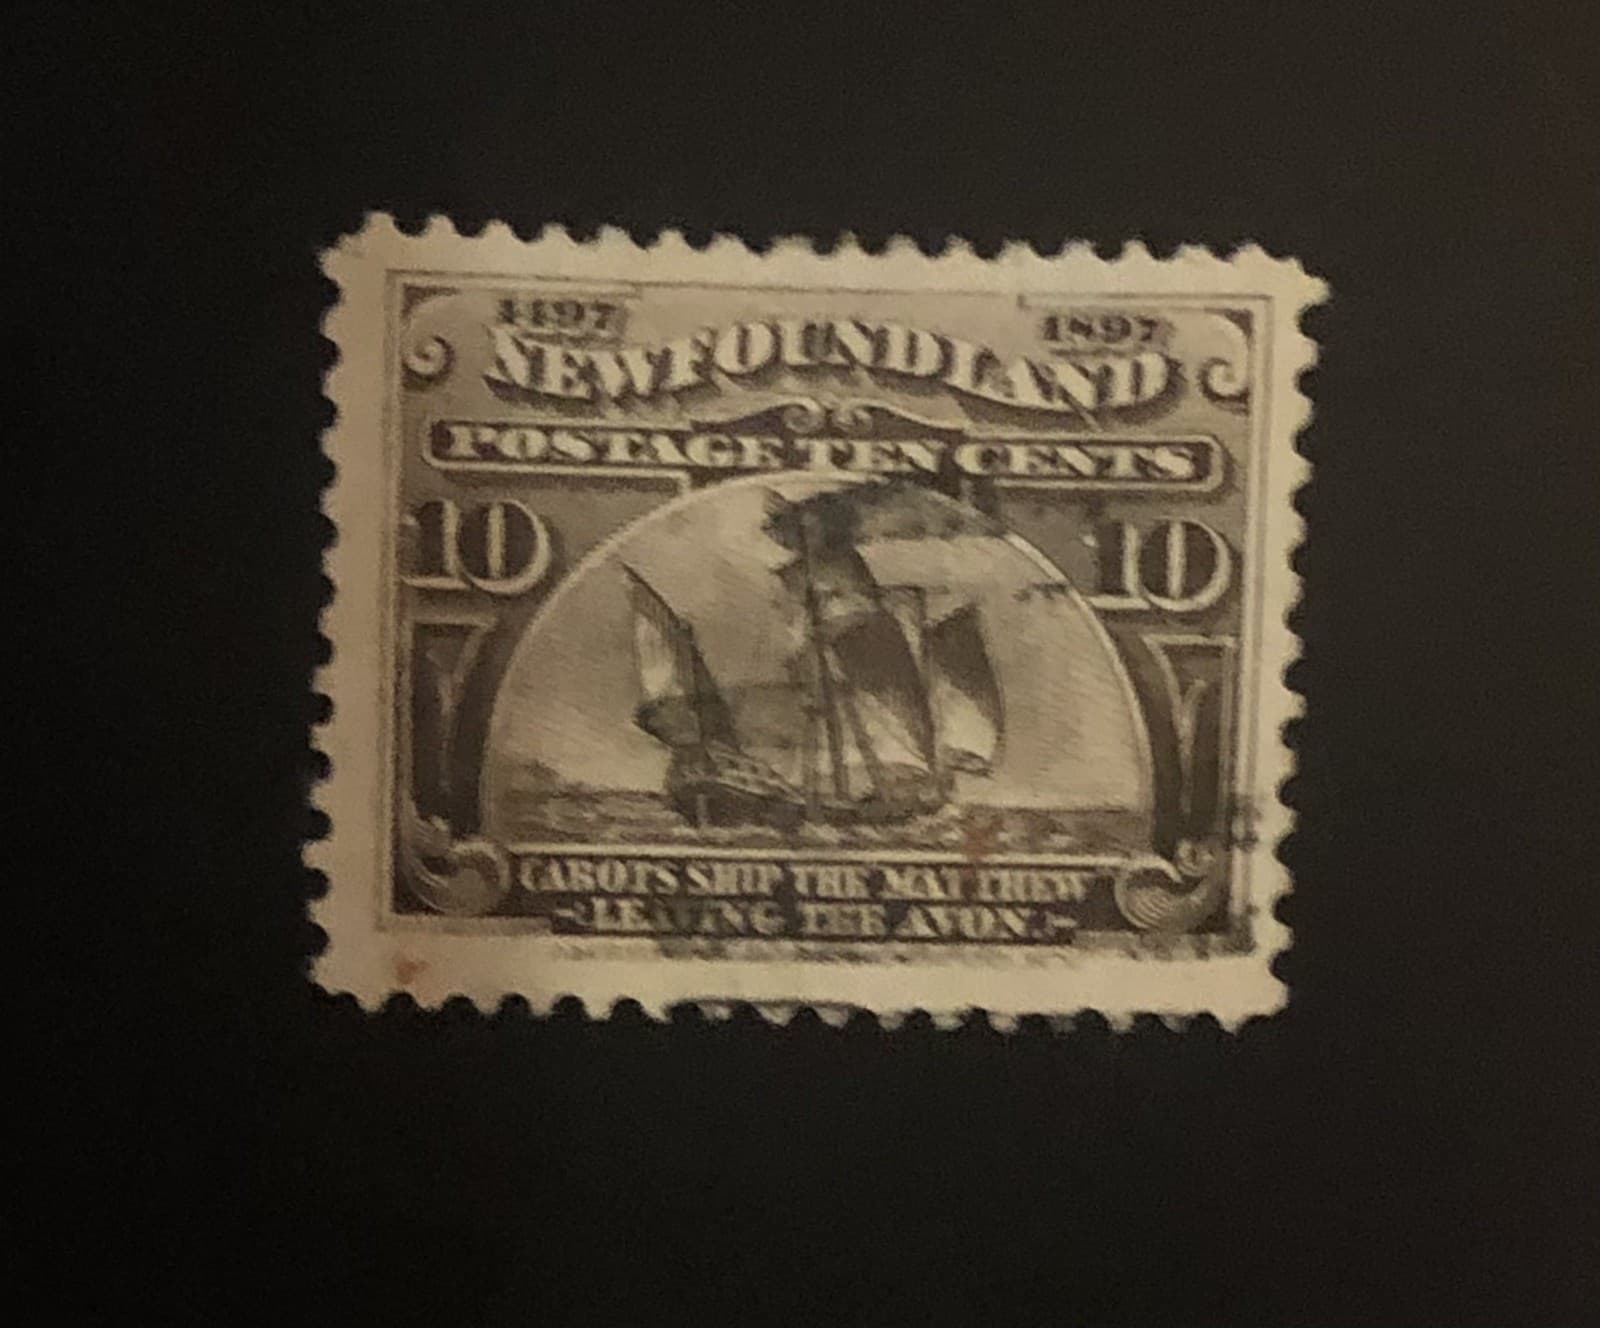 1497 1897
NEWFOUNDLAND
POSTAGE TEN CENTS
10 10
CABOTS SHIP THE MATTHEW
LEAVING THE AVON.